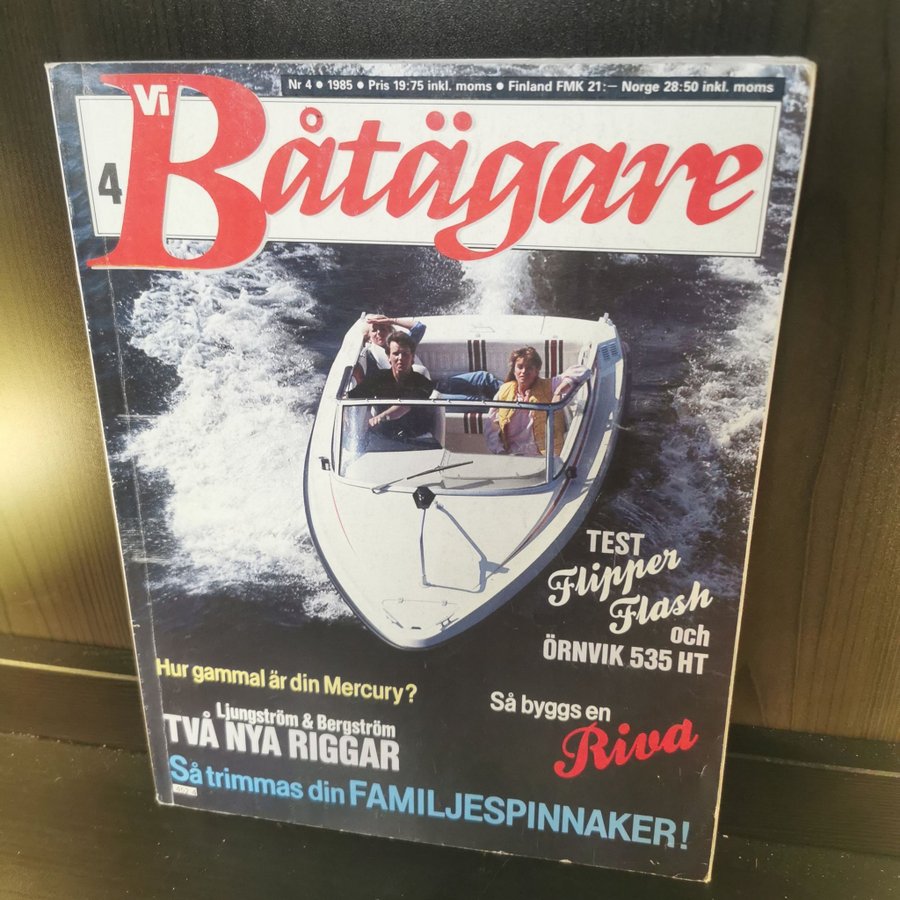 Nr 4 • 1985 • Pris 19:75 inkl. moms • Finland FMK 21:— Norge 28:50 inkl. moms
Vi Båtägare
4
TEST
Flipper
Flash
och
ÖRNVIK 535 HT
Hur gammal är din Mercury?
Ljungström & Bergström
TVÅ NYA RIGGAR
Så byggs en
Riva
Så trimmas din FAMILJESPINNAKER!